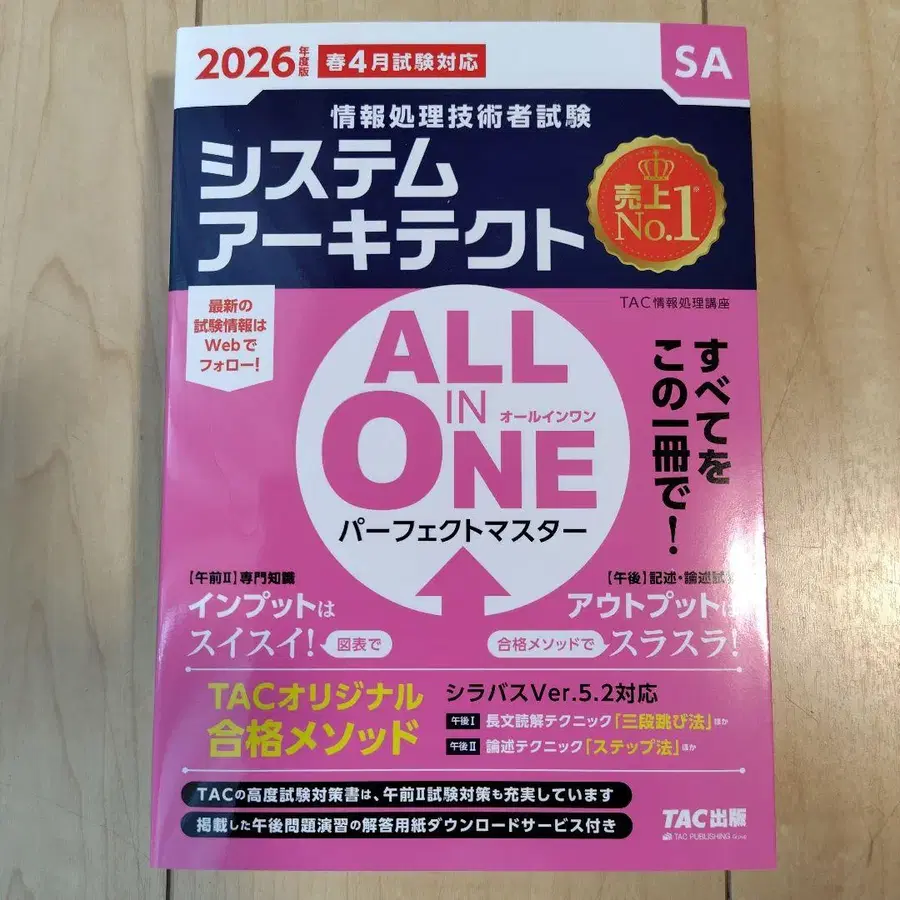 2026年度版 春4月試験対応
SA
情報処理技術者試験
システム
アーキテクト
売上
No.1※
TAC情報処理講座
最新の
試験情報は
Webで
フォロー!
ALL
IN
ONE
オールインワン
パーフェクトマスター
すべてを
この一冊で!
【午前Ⅱ】専門知識
インプットは
スイスイ! 図表で
【午後】記述・論述試験
アウトプットは
合格メソッドで スラスラ!
TACオリジナル
合格メソッド
シラバスVer.5.2対応
午後Ⅰ 長文読解テクニック「三段跳び法」ほか
午後Ⅱ 論述テクニック「ステップ法」ほか
TACの高度試験対策書は、午前Ⅱ試験対策も充実しています
掲載した午後問題演習の解答用紙ダウンロードサービス付き
TAC出版
TAC PUBLISHING Group